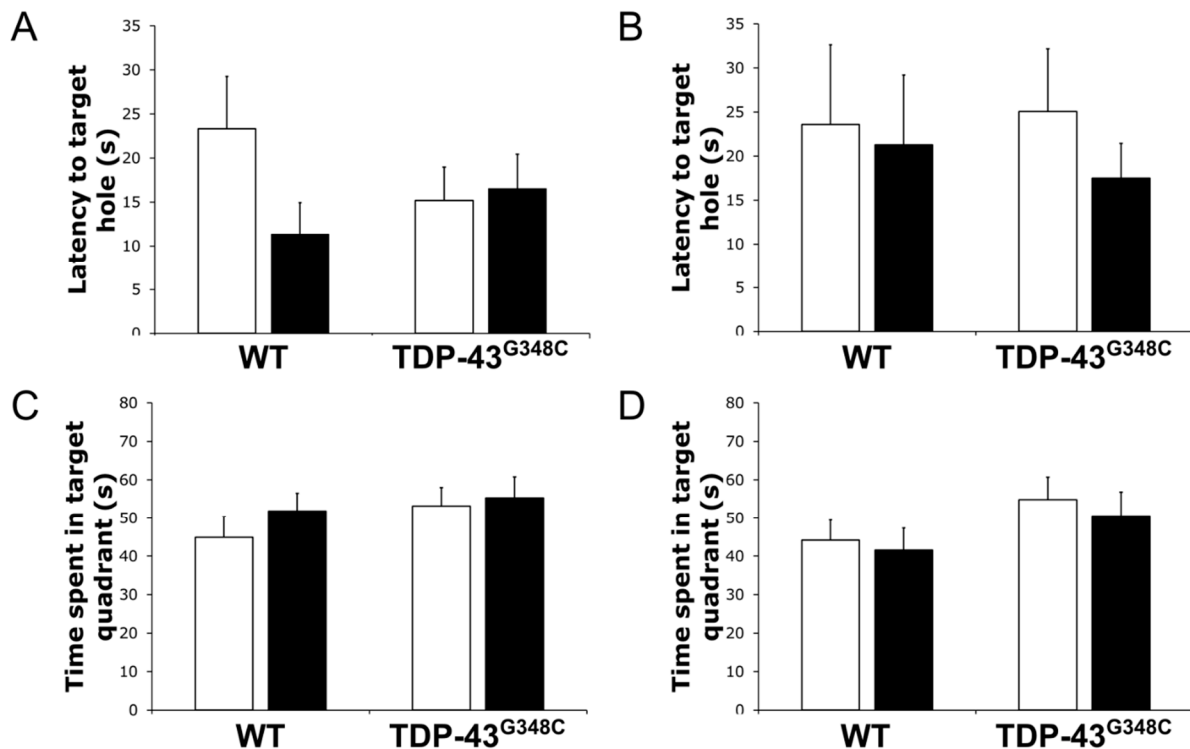 A
Latency to target
hole (s)
35
30
25
20
15
10
5
0
WT TDP-43G348C
B
Latency to target
hole (s)
35
30
25
20
15
10
5
0
WT TDP-43G348C
C
Time spent in target
quadrant (s)
80
70
60
50
40
30
20
10
0
WT TDP-43G348C
D
Time spent in target
quadrant (s)
80
70
60
50
40
30
20
10
0
WT TDP-43G348C